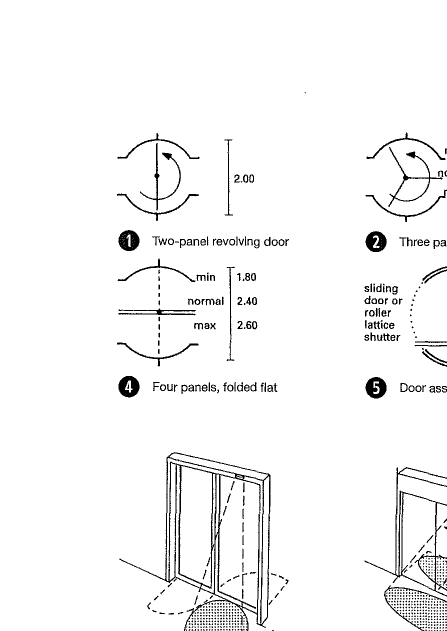 2.00
1 Two-panel revolving door
2 Three pa
min 1.80
normal 2.40
max 2.60
sliding
door or
roller
lattice
shutter
4 Four panels, folded flat
5 Door ass